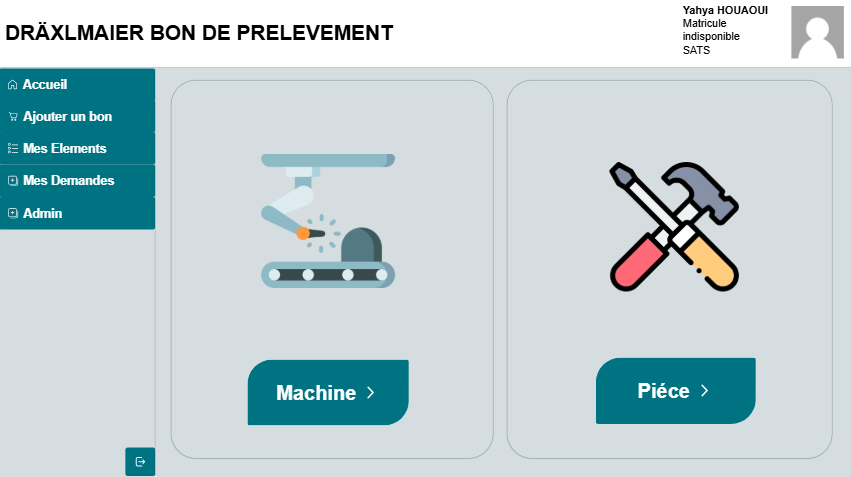 DRÄXLMAIER BON DE PRELEVEMENT
Yahya HOUAOUI
Matricule
indisponible
SATS
Accueil
Ajouter un bon
Mes Elements
Mes Demandes
Admin
Machine
Piéce